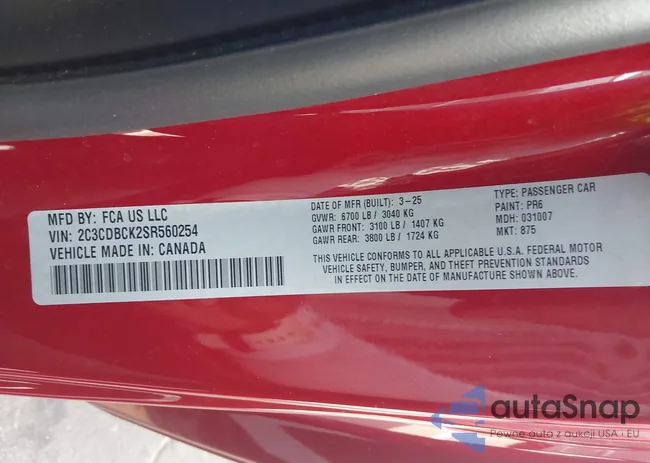 MFD BY: FCA US LLC
VIN: 2C3CDBCK2SR560254
VEHICLE MADE IN: CANADA
DATE OF MFR (BUILT): 3-25
GVWR: 6700 LB / 3040 KG
GAWR FRONT: 3100 LB / 1407 KG
GAWR REAR: 3800 LB / 1724 KG
TYPE: PASSENGER CAR
PAINT: PR6
MDH: 031007
MKT: 875
THIS VEHICLE CONFORMS TO ALL APPLICABLE U.S.A. FEDERAL MOTOR
VEHICLE SAFETY, BUMPER, AND THEFT PREVENTION STANDARDS
IN EFFECT ON THE DATE OF MANUFACTURE SHOWN ABOVE.
autaSnap
Pewne auta z aukcji USA i EU